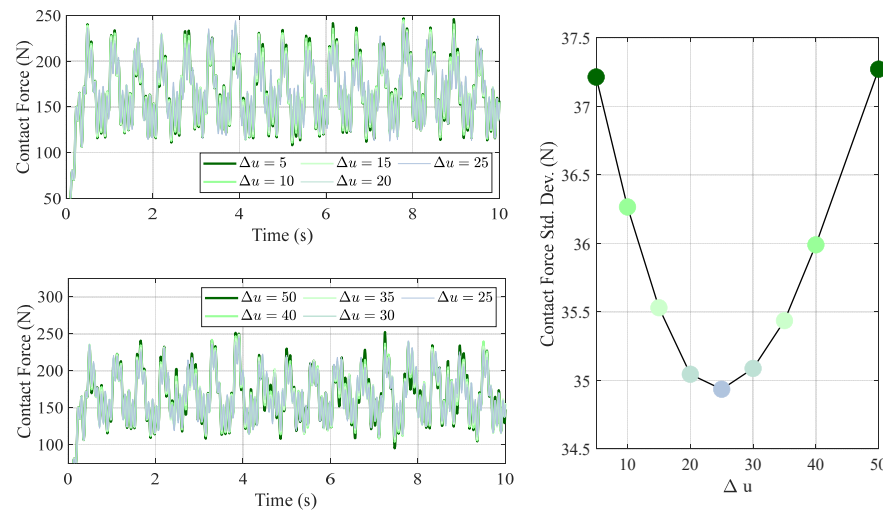 Contact Force (N)
250
200
150
100
50
Δu = 5
Δu = 15
Δu = 25
Δu = 10
Δu = 20
0
2
4
6
8
10
Time (s)
Contact Force (N)
300
250
200
150
100
Δu = 50
Δu = 35
Δu = 25
Δu = 40
Δu = 30
0
2
4
6
8
10
Time (s)
Contact Force Std. Dev. (N)
37.5
37
36.5
36
35.5
35
34.5
10
20
30
40
50
Δ u